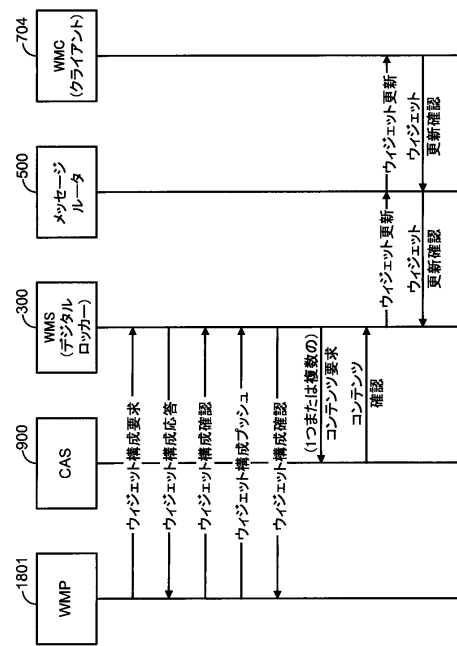 1801
WMP
900
CAS
300
WMS
(デジタル
ロッカー)
500
メッセージ
ルータ
704
WMC
(クライアント)
ウィジェット構成要求
ウィジェット構成応答
ウィジェット構成確認
ウィジェット構成プッシュ
ウィジェット構成確認
(1つまたは複数の)
コンテンツ要求
コンテンツ
確認
ウィジェット更新
ウィジェット更新
ウィジェット
更新確認
ウィジェット
更新確認